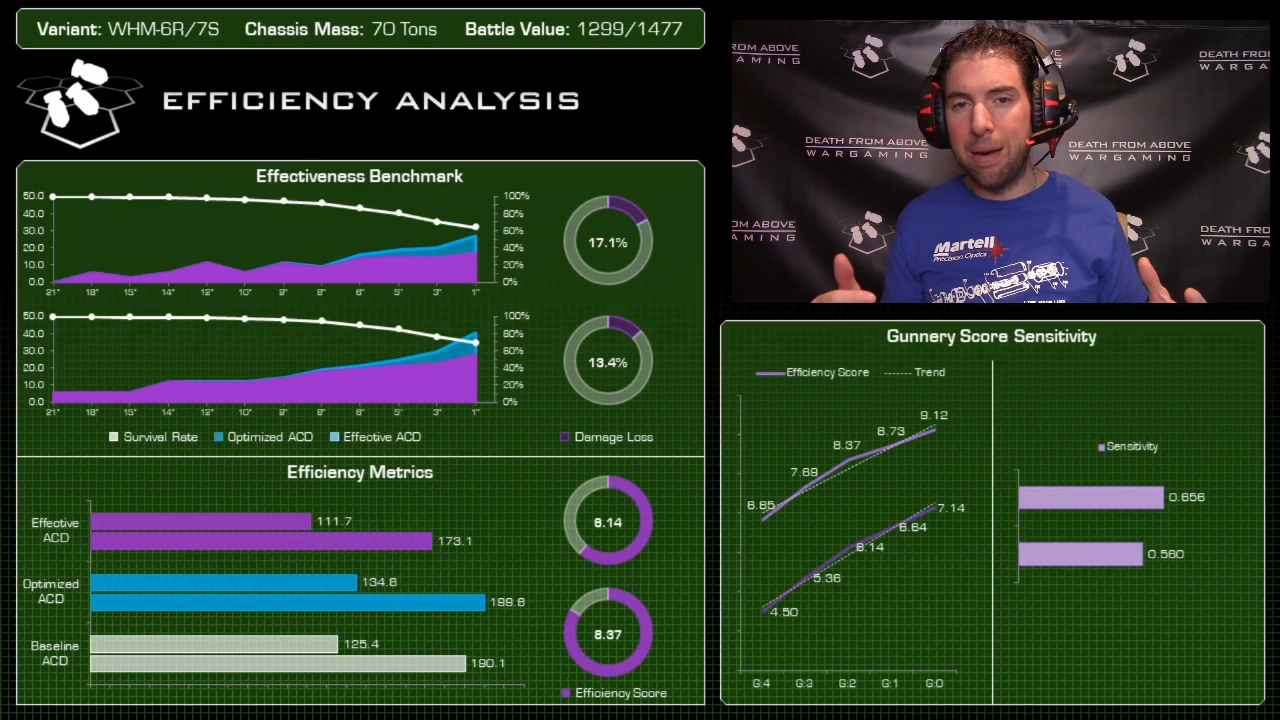 Variant: WHM-6R/7S Chassis Mass: 70 Tons Battle Value: 1299/1477
EFFICIENCY ANALYSIS
Effectiveness Benchmark
50.0 100%
40.0 80%
30.0 60%
20.0 40%
10.0 20%
0.0 0%
21" 18" 15" 14" 12" 10" 9" 8" 6" 5" 3" 1"
17.1%
50.0 100%
40.0 80%
30.0 60%
20.0 40%
10.0 20%
0.0 0%
21" 18" 15" 14" 12" 10" 9" 8" 6" 5" 3" 1"
13.4%
Survival Rate Optimized ACD Effective ACD Damage Loss
Efficiency Metrics
Effective ACD
111.7
173.1
Optimized ACD
134.8
199.8
Baseline ACD
125.4
190.1
6.14
8.37
Efficiency Score
DEATH FROM ABOVE
WARGAMING
DEATH FROM ABOVE
WARGAMING
DEATH FROM ABOVE
WARGAMING
Martell
Precision Optics
Gunnery Score Sensitivity
Efficiency Score Trend
6.85 7.69 8.37 8.73 9.12
4.50 5.36 6.14 6.64 7.14
G:4 G:3 G:2 G:1 G:0
Sensitivity
0.656
0.560